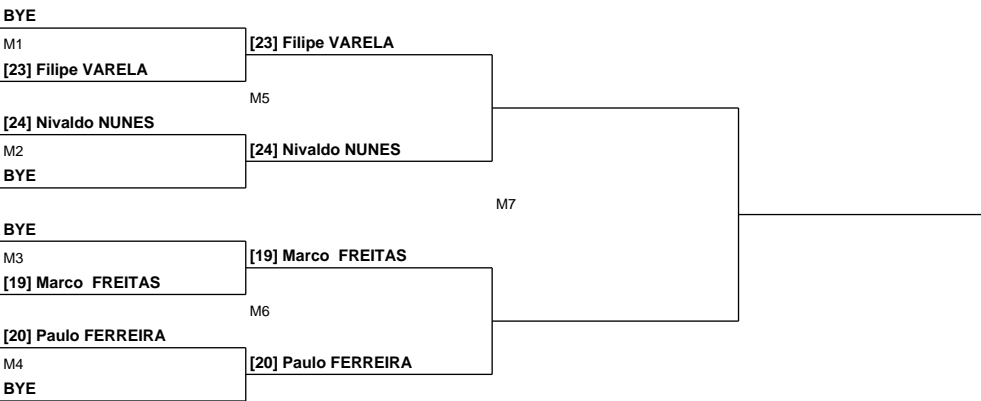 BYE
M1
[23] Filipe VARELA
[23] Filipe VARELA
M5
[24] Nivaldo NUNES
M2
[24] Nivaldo NUNES
BYE
M7
BYE
M3
[19] Marco  FREITAS
[19] Marco  FREITAS
M6
[20] Paulo FERREIRA
M4
[20] Paulo FERREIRA
BYE